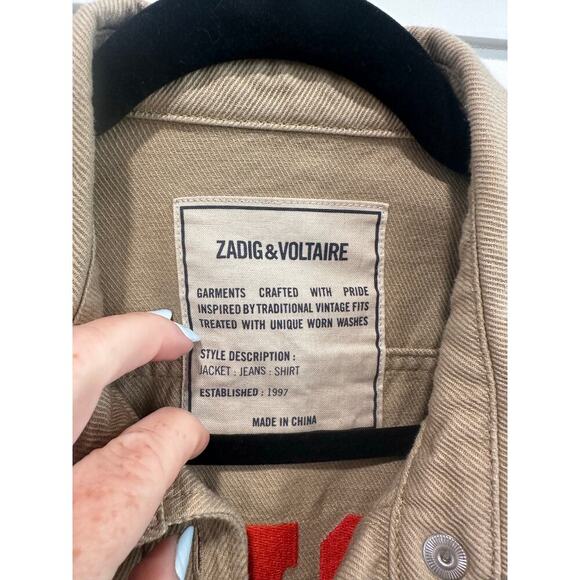 ZADIG&VOLTAIRE
GARMENTS CRAFTED WITH PRIDE
INSPIRED BY TRADITIONAL VINTAGE FITS
TREATED WITH UNIQUE WORN WASHES
STYLE DESCRIPTION :
JACKET : JEANS : SHIRT
ESTABLISHED : 1997
MADE IN CHINA